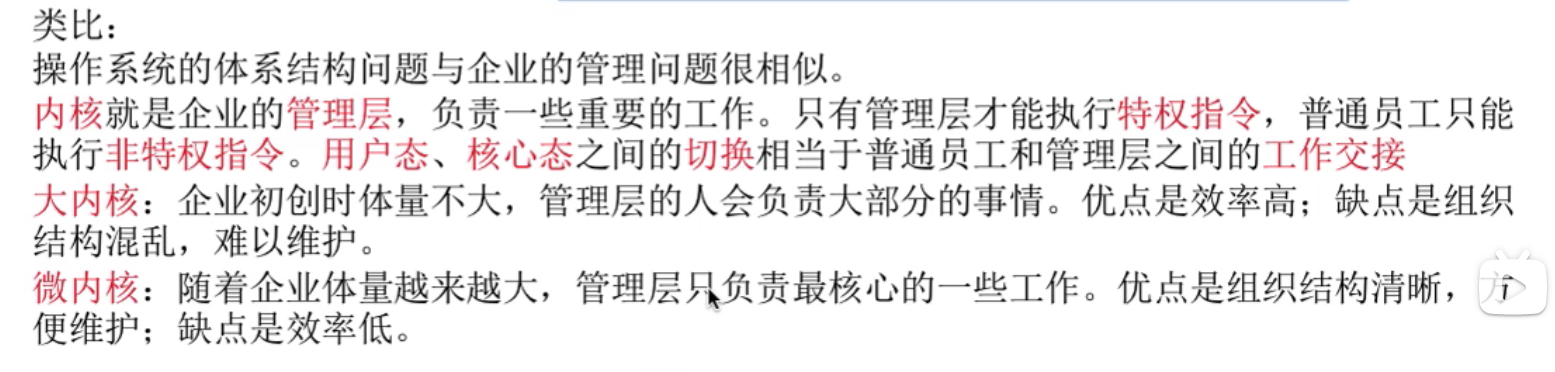 类比：
操作系统的体系结构问题与企业的管理问题很相似。
内核就是企业的管理层，负责一些重要的工作。只有管理层才能执行特权指令，普通员工只能
执行非特权指令。用户态、核心态之间的切换相当于普通员工和管理层之间的工作交接
大内核：企业初创时体量不大，管理层的人会负责大部分的事情。优点是效率高；缺点是组织
结构混乱，难以维护。
微内核：随着企业体量越来越大，管理层只负责最核心的一些工作。优点是组织结构清晰，方
便维护；缺点是效率低。